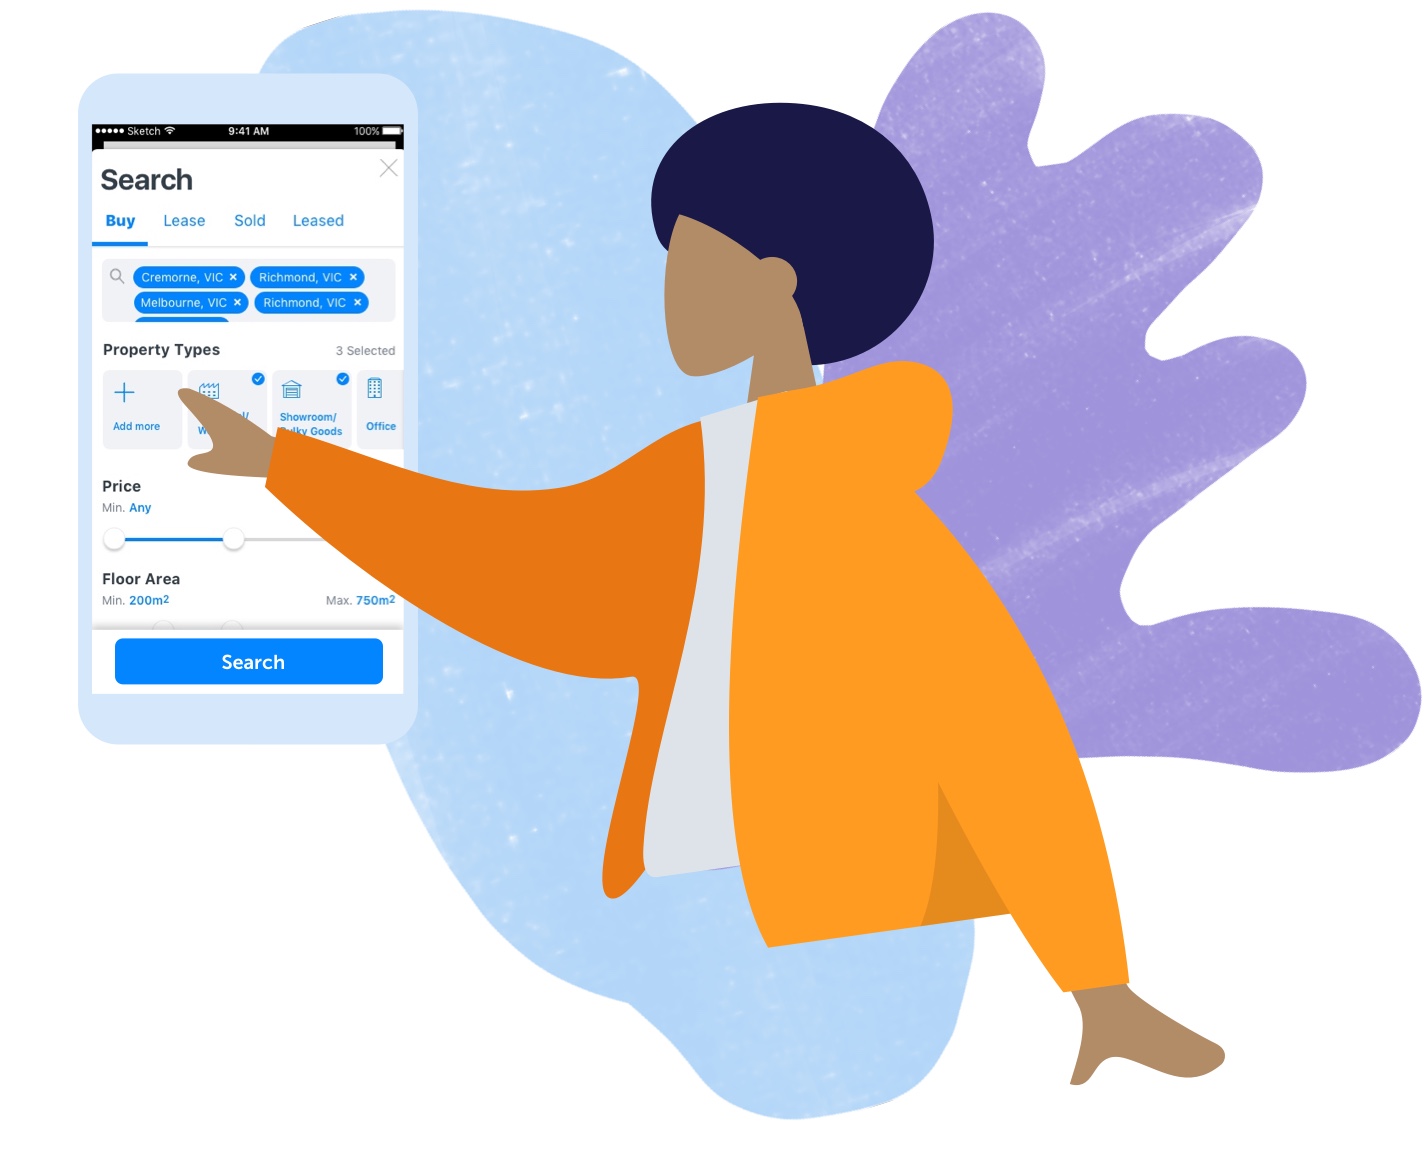 Sketch 9:41 AM 100%
Search
Buy Lease Sold Leased
Cremorne, VIC × Richmond, VIC ×
Melbourne, VIC × Richmond, VIC ×
Property Types 3 Selected
Add more
Showroom/
Goods
Office
Price
Min. Any
Floor Area
Min. 200m2 Max. 750m2
Search